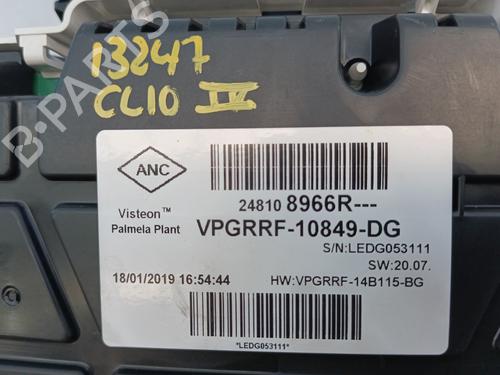 13247
CLIO IV
ANC
24810 8966R---
Visteon™
Palmela Plant
VPGRRF-10849-DG
S/N:LEDG053111
SW:20.07.
18/01/2019 16:54:44
HW:VPGRRF-14B115-BG
*LEDG053111*